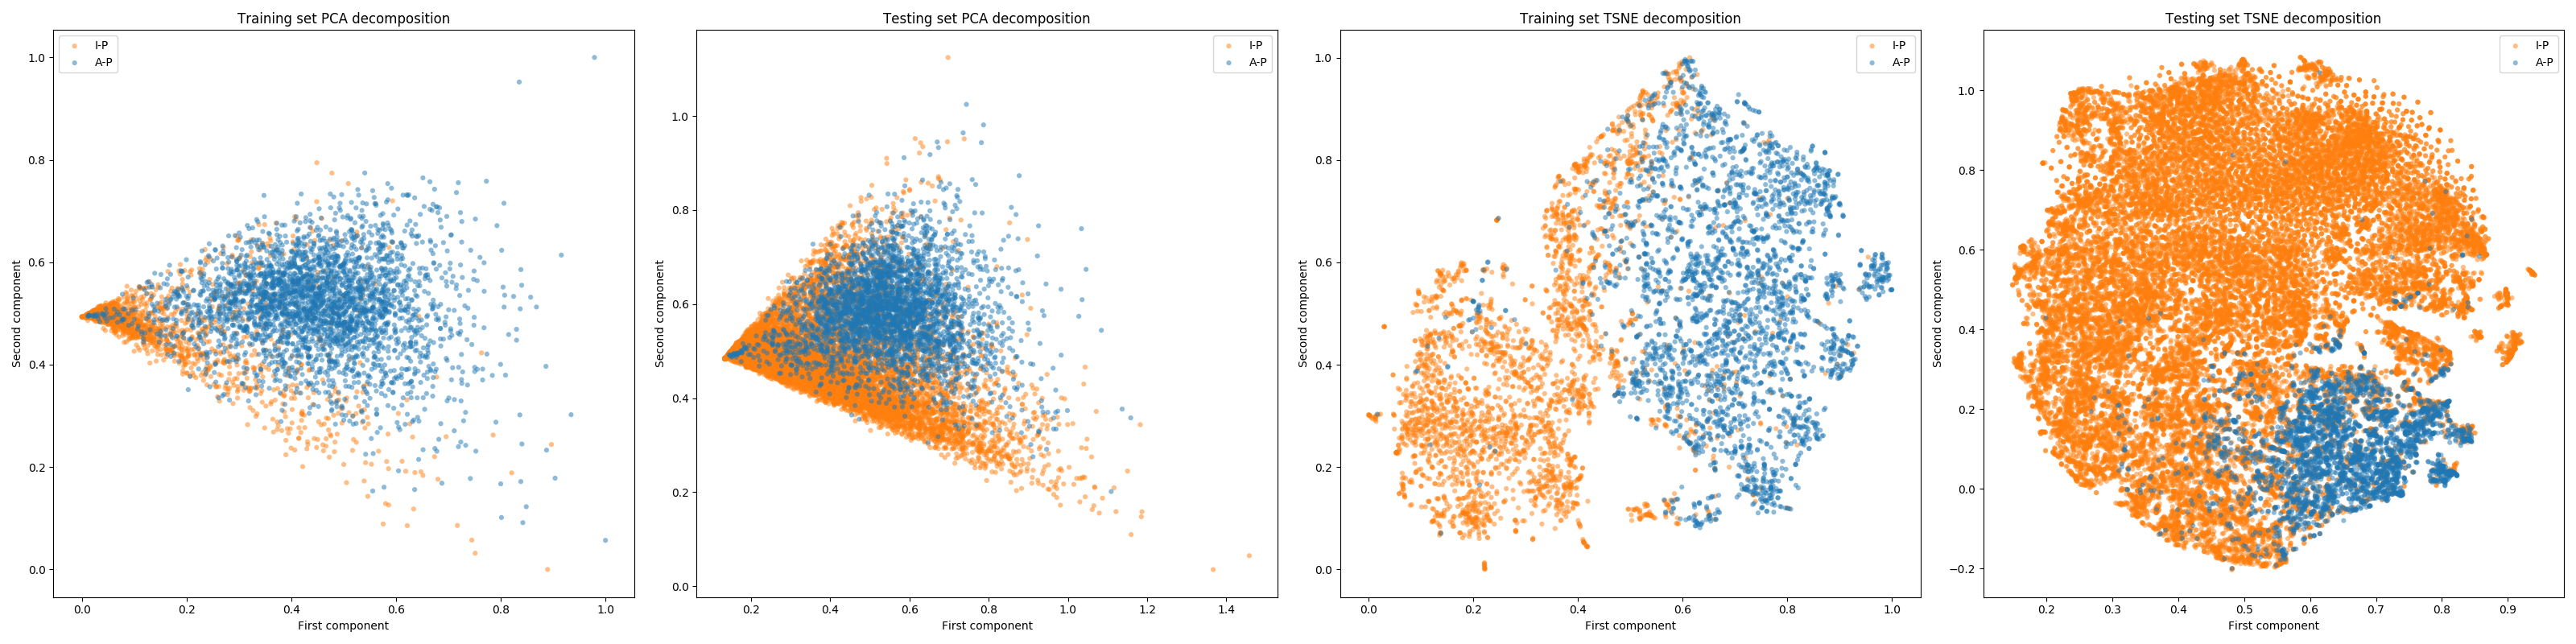 Training set PCA decomposition
I-P
A-P
1.0
0.8
0.6
0.4
0.2
0.0
Second component
0.0 0.2 0.4 0.6 0.8 1.0
First component
Testing set PCA decomposition
I-P
A-P
1.0
0.8
0.6
0.4
0.2
0.0
Second component
0.2 0.4 0.6 0.8 1.0 1.2 1.4
First component
Training set TSNE decomposition
I-P
A-P
1.0
0.8
0.6
0.4
0.2
0.0
Second component
0.0 0.2 0.4 0.6 0.8 1.0
First component
Testing set TSNE decomposition
I-P
A-P
1.0
0.8
0.6
0.4
0.2
0.0
−0.2
Second component
0.2 0.3 0.4 0.5 0.6 0.7 0.8 0.9
First component